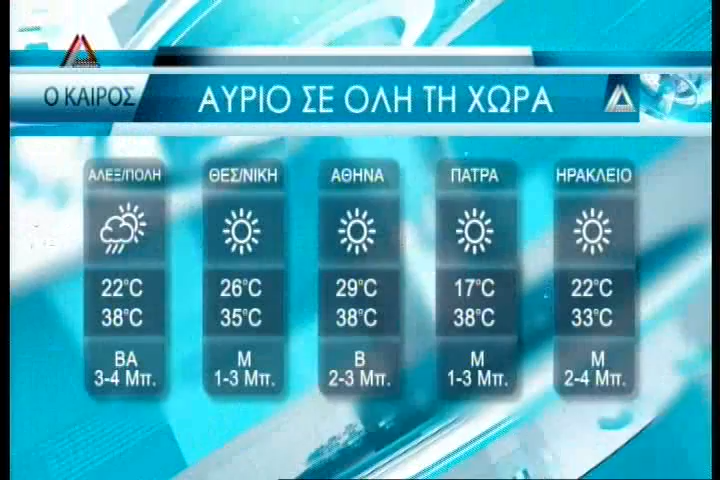 Ο ΚΑΙΡΟΣ
ΑΥΡΙΟ ΣΕ ΟΛΗ ΤΗ ΧΩΡΑ
ΑΛΕΞ/ΠΟΛΗ ΘΕΣ/ΝΙΚΗ ΑΘΗΝΑ ΠΑΤΡΑ ΗΡΑΚΛΕΙΟ
22°C 26°C 29°C 17°C 22°C
38°C 35°C 38°C 38°C 33°C
ΒΑ Μ Β Μ Μ
3-4 Μπ. 1-3 Μπ. 2-3 Μπ. 1-3 Μπ. 2-4 Μπ.